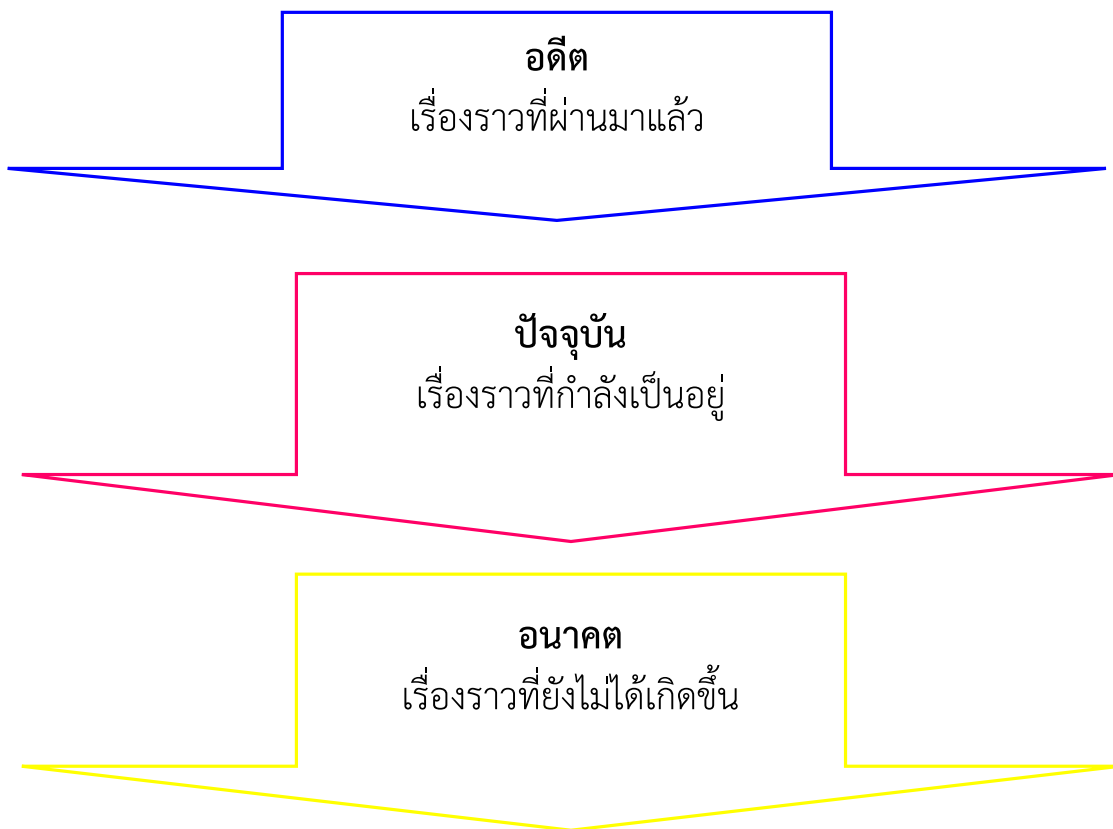 อดีต
เรื่องราวที่ผ่านมาแล้ว
ปัจจุบัน
เรื่องราวที่กำลังเป็นอยู่
อนาคต
เรื่องราวที่ยังไม่ได้เกิดขึ้น